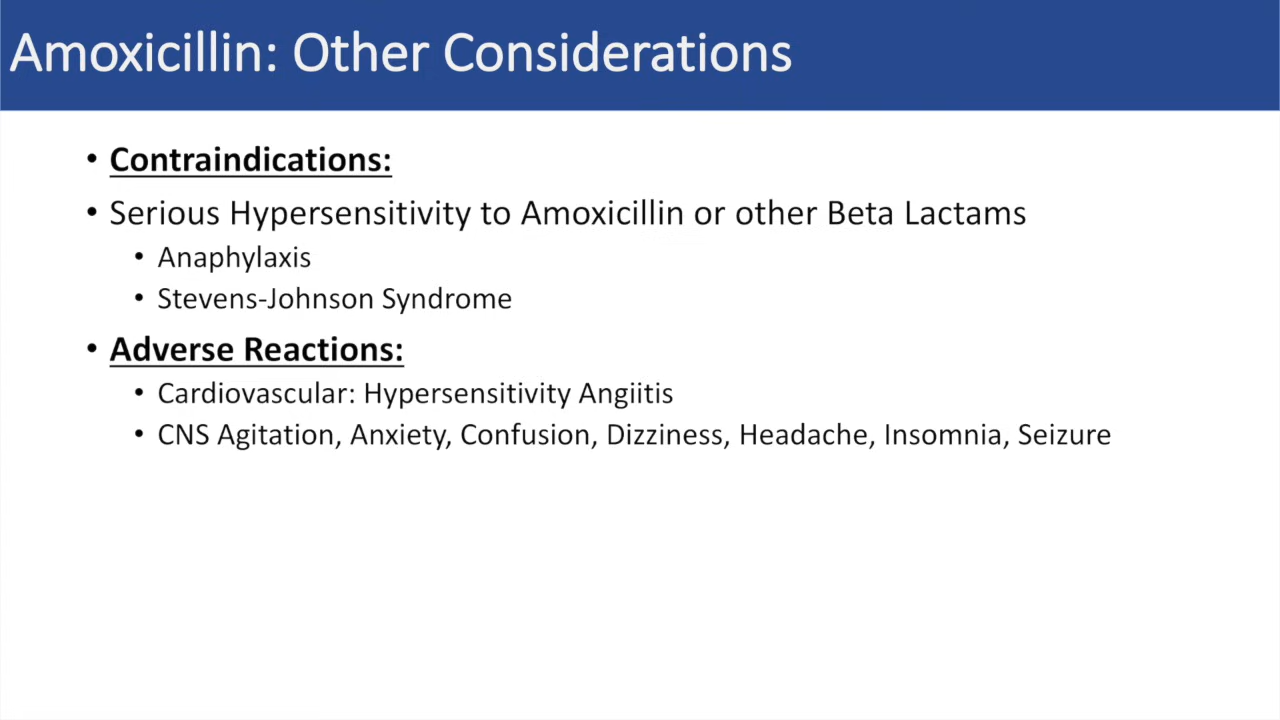 Amoxicillin: Other Considerations
• Contraindications:
• Serious Hypersensitivity to Amoxicillin or other Beta Lactams
• Anaphylaxis
• Stevens-Johnson Syndrome
• Adverse Reactions:
• Cardiovascular: Hypersensitivity Angiitis
• CNS Agitation, Anxiety, Confusion, Dizziness, Headache, Insomnia, Seizure